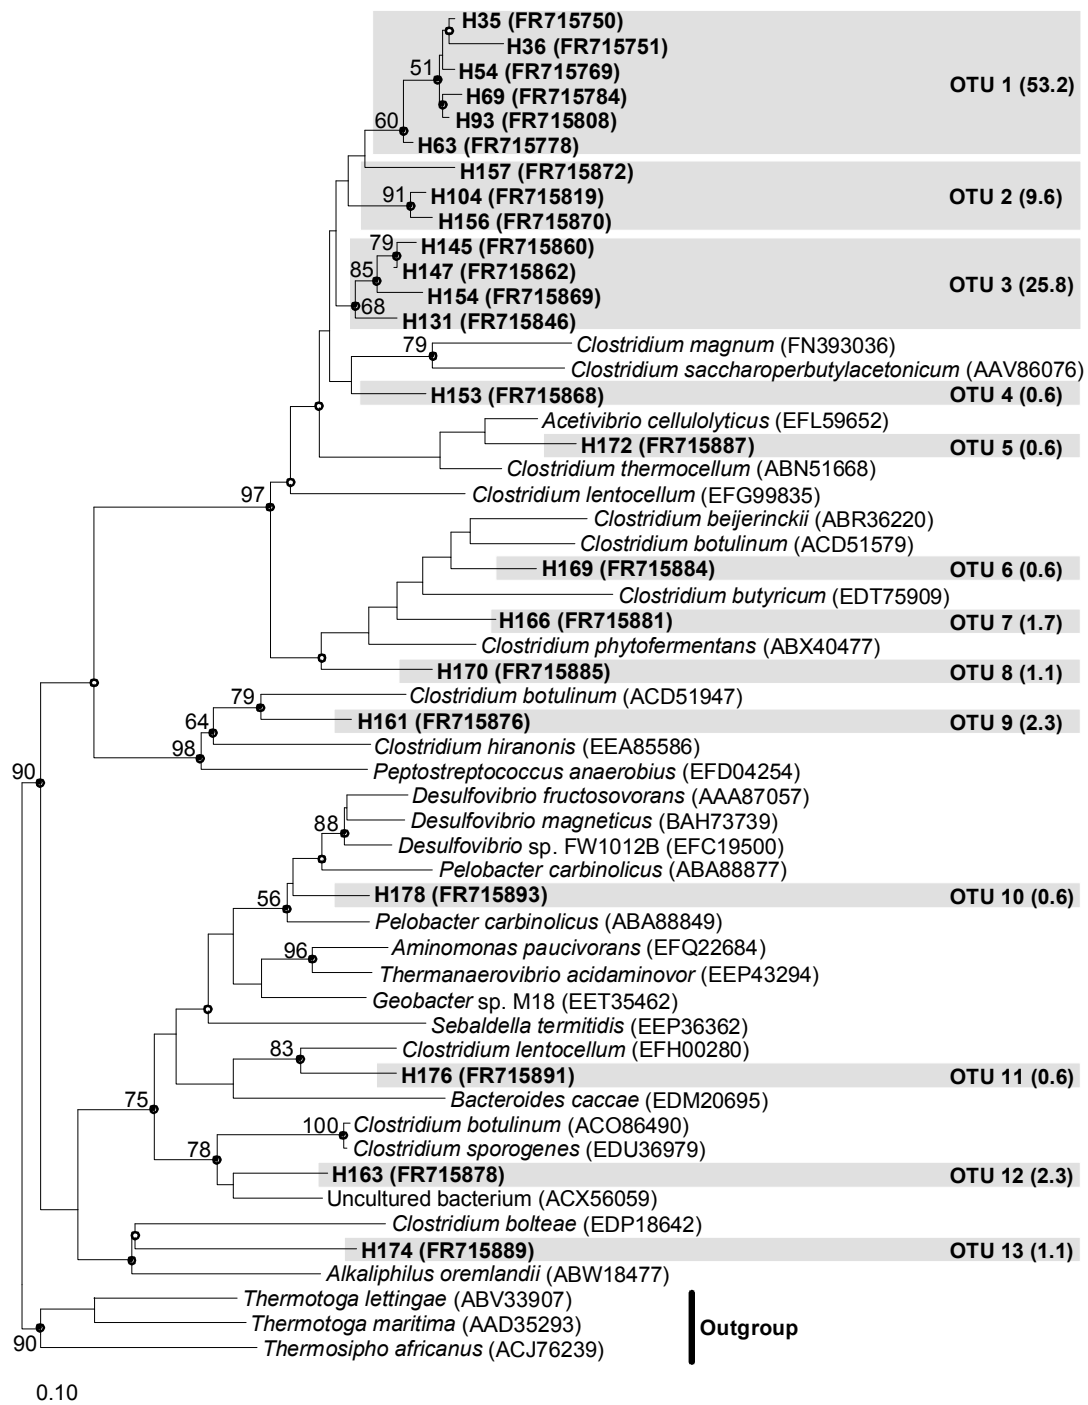 H35 (FR715750)
H36 (FR715751)
51
H54 (FR715769)
OTU 1 (53.2)
H69 (FR715784)
60
H93 (FR715808)
H63 (FR715778)
H157 (FR715872)
91
H104 (FR715819)
OTU 2 (9.6)
H156 (FR715870)
79
H145 (FR715860)
85
H147 (FR715862)
OTU 3 (25.8)
H154 (FR715869)
68
H131 (FR715846)
79
Clostridium magnum (FN393036)
Clostridium saccharoperbutylacetonicum (AAV86076)
H153 (FR715868)
OTU 4 (0.6)
Acetivibrio cellulolyticus (EFL59652)
H172 (FR715887)
OTU 5 (0.6)
Clostridium thermocellum (ABN51668)
97
Clostridium lentocellum (EFG99835)
Clostridium beijerinckii (ABR36220)
Clostridium botulinum (ACD51579)
H169 (FR715884)
OTU 6 (0.6)
Clostridium butyricum (EDT75909)
H166 (FR715881)
OTU 7 (1.7)
Clostridium phytofermentans (ABX40477)
H170 (FR715885)
OTU 8 (1.1)
79
Clostridium botulinum (ACD51947)
64
H161 (FR715876)
OTU 9 (2.3)
98
Clostridium hiranonis (EEA85586)
90
Peptostreptococcus anaerobius (EFD04254)
Desulfovibrio fructosovorans (AAA87057)
88
Desulfovibrio magneticus (BAH73739)
Desulfovibrio sp. FW1012B (EFC19500)
Pelobacter carbinolicus (ABA88877)
56
H178 (FR715893)
OTU 10 (0.6)
Pelobacter carbinolicus (ABA88849)
96
Aminomonas paucivorans (EFQ22684)
Thermanaerovibrio acidaminovor (EEP43294)
Geobacter sp. M18 (EET35462)
Sebaldella termitidis (EEP36362)
83
Clostridium lentocellum (EFH00280)
H176 (FR715891)
OTU 11 (0.6)
75
Bacteroides caccae (EDM20695)
100
Clostridium botulinum (ACO86490)
78
Clostridium sporogenes (EDU36979)
H163 (FR715878)
OTU 12 (2.3)
Uncultured bacterium (ACX56059)
Clostridium bolteae (EDP18642)
H174 (FR715889)
OTU 13 (1.1)
Alkaliphilus oremlandii (ABW18477)
Thermotoga lettingae (ABV33907)
Thermotoga maritima (AAD35293)
Outgroup
90
Thermosipho africanus (ACJ76239)
0.10